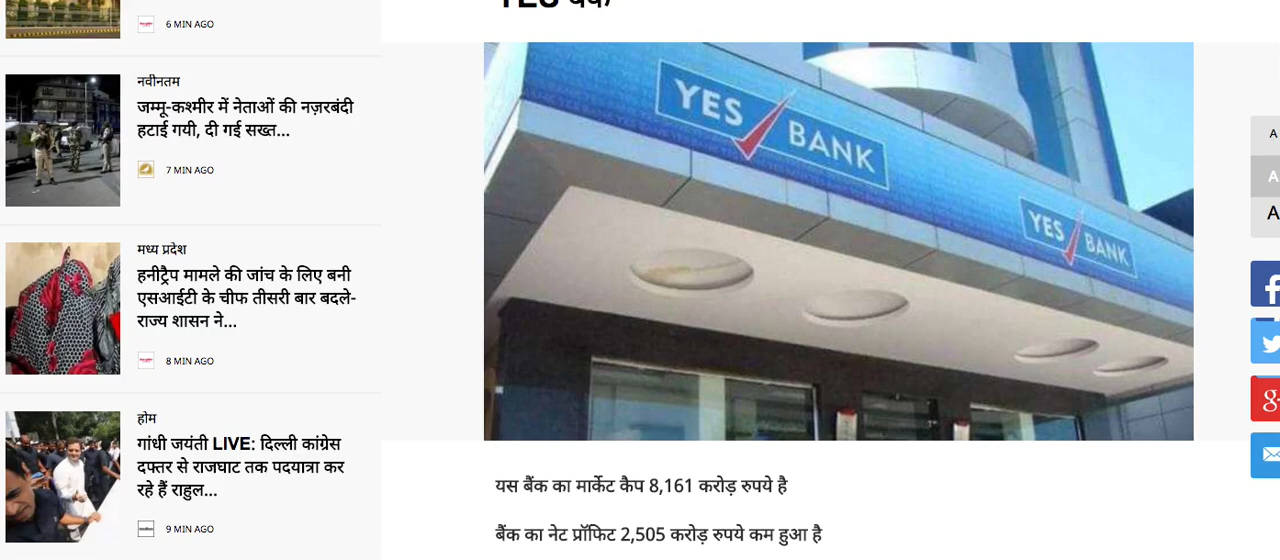 6 MIN AGO
नवीनतम
जम्मू-कश्मीर में नेताओं की नज़रबंदी
हटाई गयी, दी गई सख्त...
7 MIN AGO
मध्य प्रदेश
हनीट्रैप मामले की जांच के लिए बनी
एसआईटी के चीफ तीसरी बार बदले-
राज्य शासन ने...
8 MIN AGO
होम
गांधी जयंती LIVE: दिल्ली कांग्रेस
दफ्तर से राजघाट तक पदयात्रा कर
रहे हैं राहुल...
9 MIN AGO
YES बैंक
YES BANK
YES BANK
यस बैंक का मार्केट कैप 8,161 करोड़ रुपये है
बैंक का नेट प्रॉफिट 2,505 करोड़ रुपये कम हुआ है
A
A
A